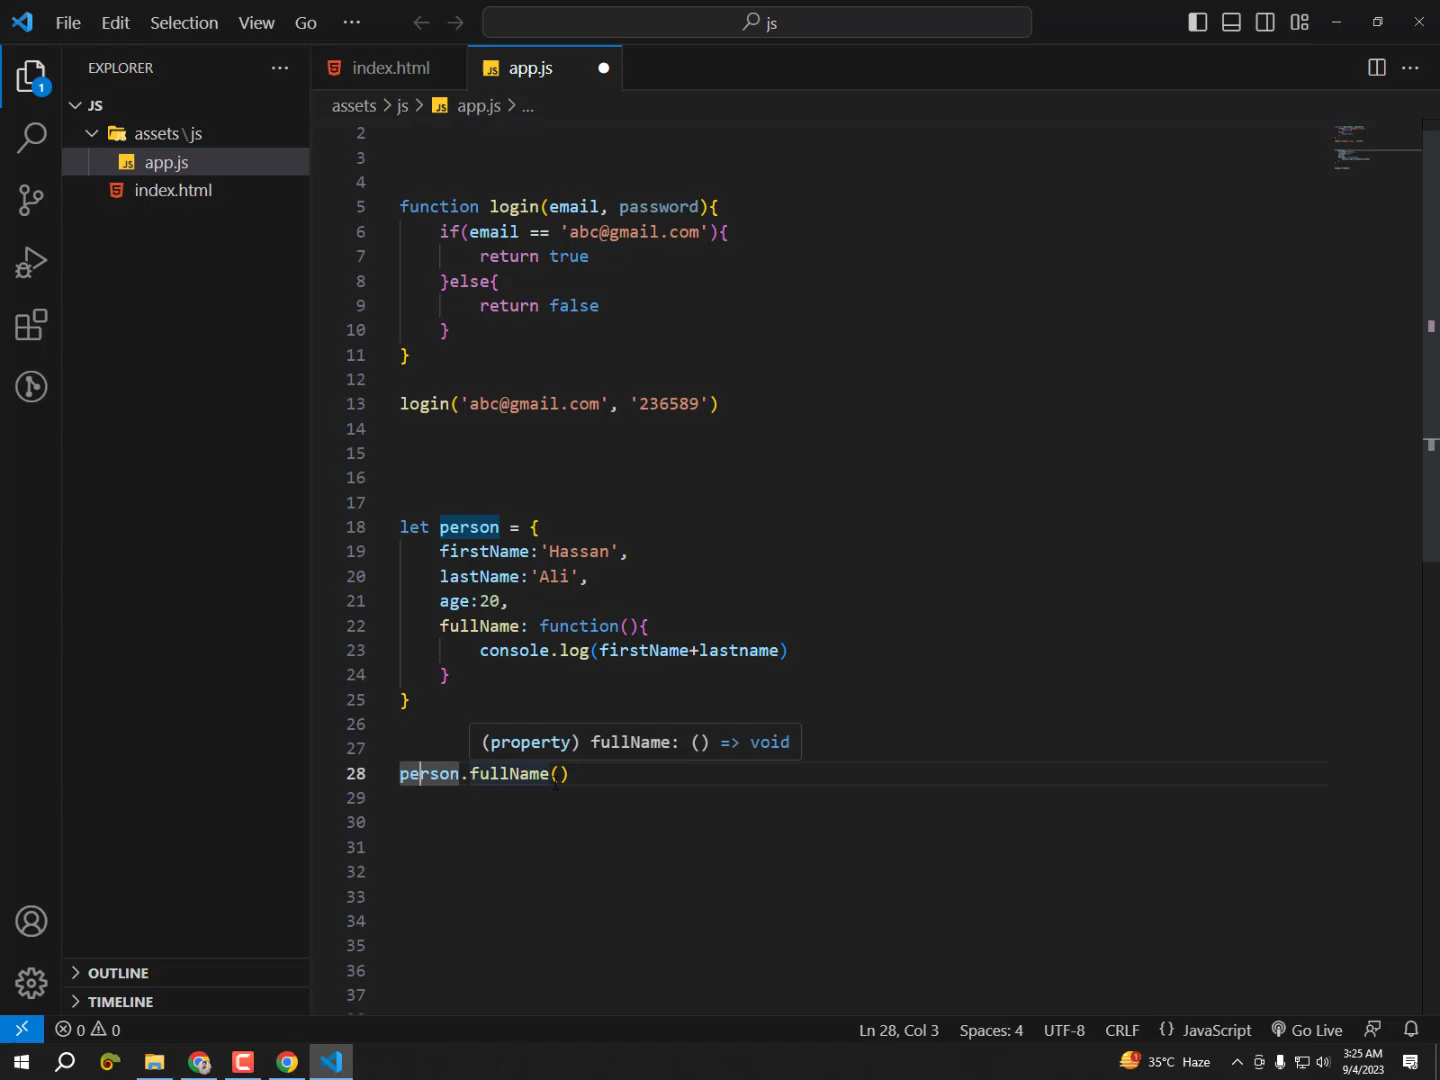 File Edit Selection View Go ...
js
EXPLORER ...
index.html
JS app.js
JS
assets > js > JS app.js > ...
assets\js
JS app.js
index.html
2
3
4
5 function login(email, password){
6 if(email == 'abc@gmail.com'){
7 return true
8 }else{
9 return false
10 }
11 }
12
13 login('abc@gmail.com', '236589')
14
15
16
17
18 let person = {
19 firstName:'Hassan',
20 lastName:'Ali',
21 age:20,
22 fullName: function(){
23 console.log(firstName+lastname)
24 }
25 }
26
27 (property) fullName: () => void
28 person.fullName()
29
30
31
32
33
34
35
36
37
1
OUTLINE
TIMELINE
0 0
Ln 28, Col 3 Spaces: 4 UTF-8 CRLF {} JavaScript Go Live
35°C Haze
3:25 AM
9/4/2023